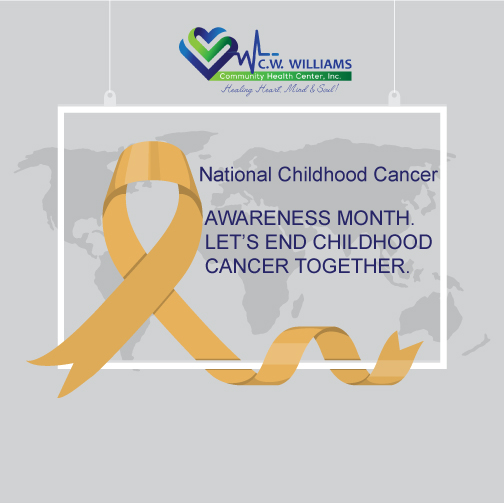 C.W. WILLIAMS
Community Health Center, Inc.
Healing Heart, Mind & Soul!
National Childhood Cancer
AWARENESS MONTH.
LET'S END CHILDHOOD
CANCER TOGETHER.